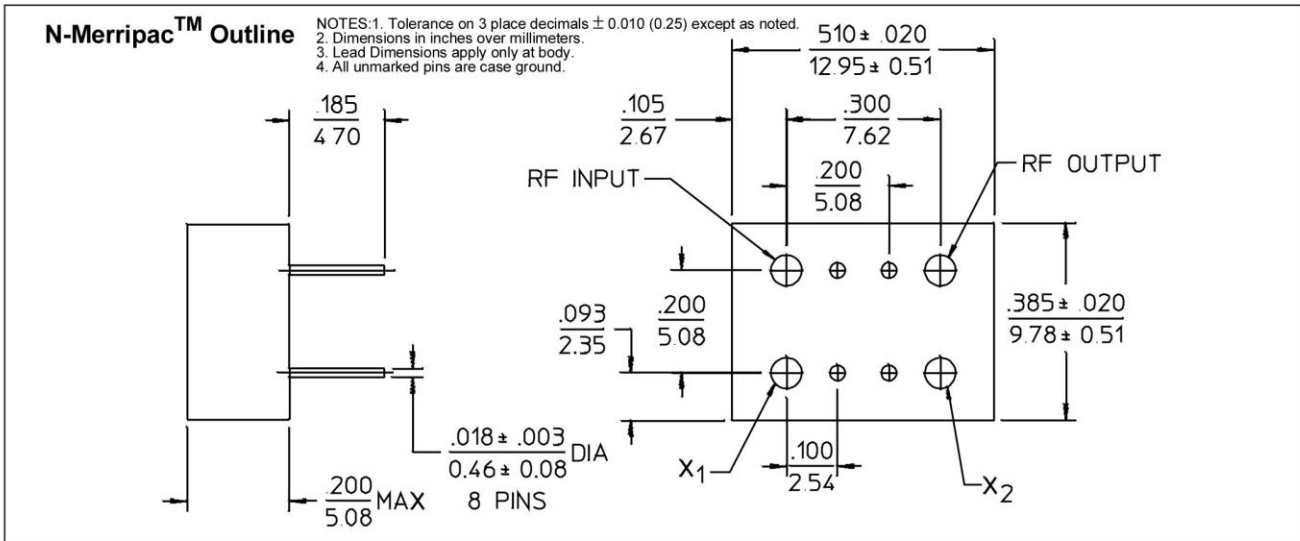 N-Merripac™ Outline
NOTES:1. Tolerance on 3 place decimals ± 0.010 (0.25) except as noted.
2. Dimensions in inches over millimeters.
3. Lead Dimensions apply only at body.
4. All unmarked pins are case ground.
510 ± .020
12.95 ± 0.51
.185
4 70
.105
2.67
.300
7.62
RF INPUT
.200
5.08
RF OUTPUT
.093
2.35
.200
5.08
.385 ± .020
9.78 ± 0.51
.018 ± .003
0.46 ± 0.08
DIA
8 PINS
.200
5.08
MAX
X1
.100
2.54
X2